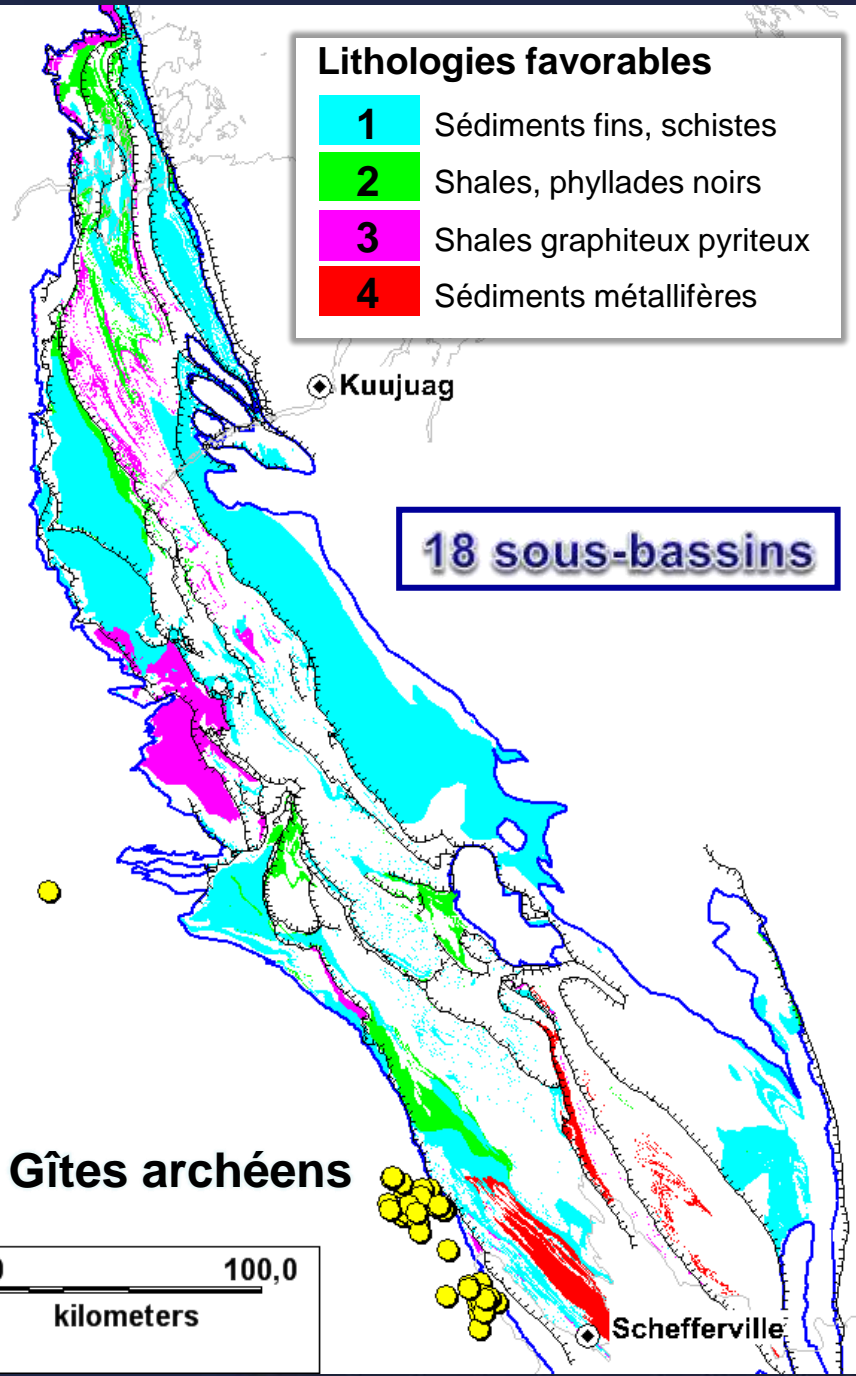 Lithologies favorables
1 Sédiments fins, schistes
2 Shales, phyllades noirs
3 Shales graphiteux pyriteux
4 Sédiments métallifères
Kuujuag
18 sous-bassins
Gîtes archéens
0 100,0
kilometers
Schefferville